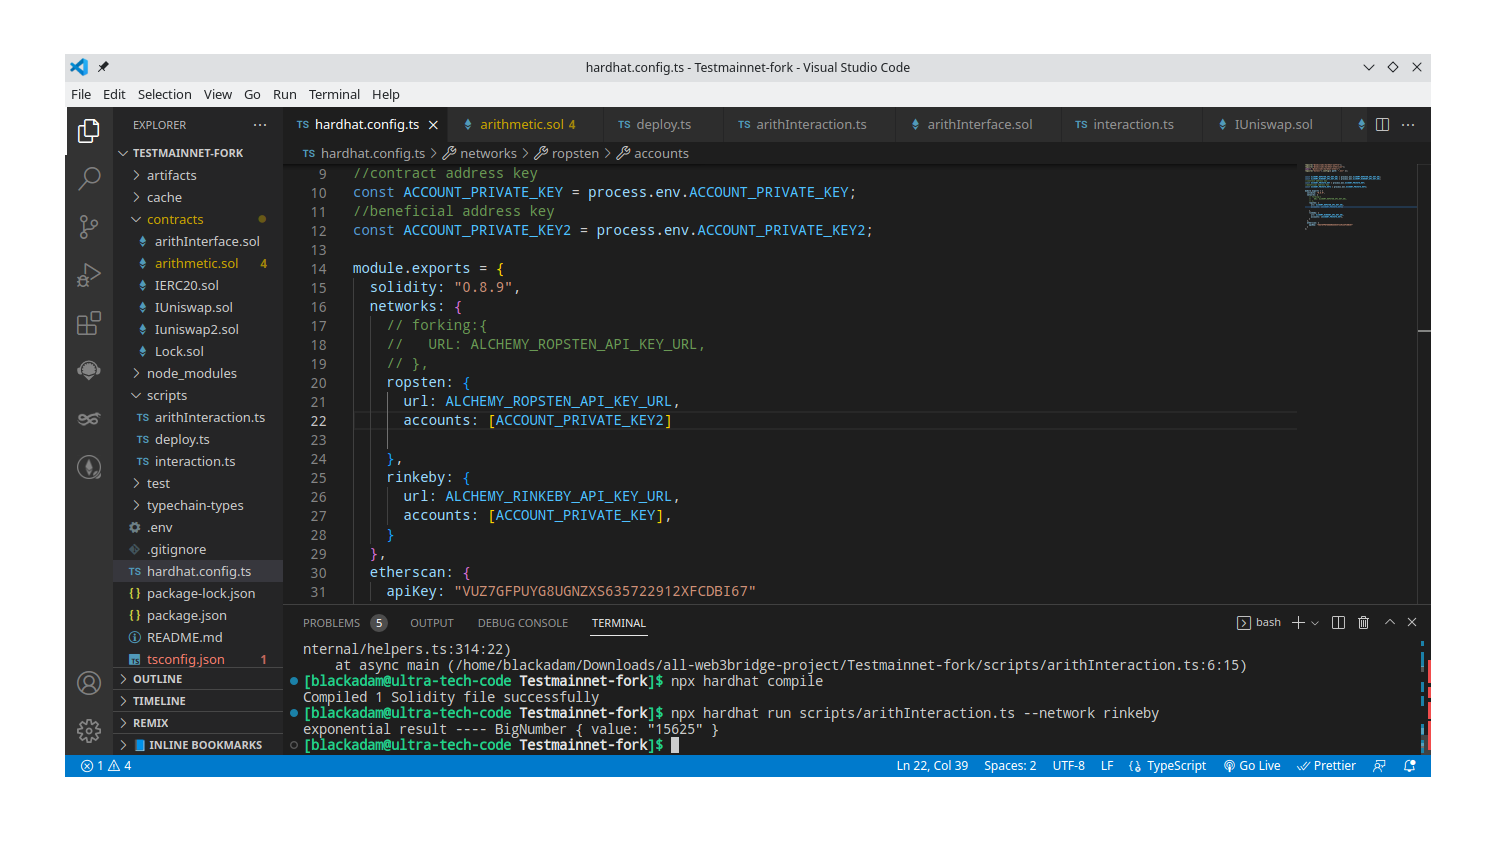 hardhat.config.ts - Testmainnet-fork - Visual Studio Code
File Edit Selection View Go Run Terminal Help
EXPLORER
TESTMAINNET-FORK
artifacts
cache
contracts
arithInterface.sol
arithmetic.sol 4
IERC20.sol
IUniswap.sol
Iuniswap2.sol
Lock.sol
node_modules
scripts
TS arithInteraction.ts
TS deploy.ts
TS interaction.ts
test
typechain-types
.env
.gitignore
TS hardhat.config.ts
{} package-lock.json
{} package.json
README.md
TS tsconfig.json 1
OUTLINE
TIMELINE
REMIX
INLINE BOOKMARKS
TS hardhat.config.ts arithmetic.sol 4 TS deploy.ts TS arithInteraction.ts arithInterface.sol TS interaction.ts IUniswap.sol
TS hardhat.config.ts > networks > ropsten > accounts
9 //contract address key
10 const ACCOUNT_PRIVATE_KEY = process.env.ACCOUNT_PRIVATE_KEY;
11 //beneficial address key
12 const ACCOUNT_PRIVATE_KEY2 = process.env.ACCOUNT_PRIVATE_KEY2;
13
14 module.exports = {
15 solidity: "0.8.9",
16 networks: {
17 // forking:{
18 // URL: ALCHEMY_ROPSTEN_API_KEY_URL,
19 // },
20 ropsten: {
21 url: ALCHEMY_ROPSTEN_API_KEY_URL,
22 accounts: [ACCOUNT_PRIVATE_KEY2]
23
24 },
25 rinkeby: {
26 url: ALCHEMY_RINKEBY_API_KEY_URL,
27 accounts: [ACCOUNT_PRIVATE_KEY],
28 }
29 },
30 etherscan: {
31 apiKey: "VUZ7GFPUYG8UGNZXS635722912XFCDBI67"
PROBLEMS 5 OUTPUT DEBUG CONSOLE TERMINAL bash
nternal/helpers.ts:314:22)
at async main (/home/blackadam/Downloads/all-web3bridge-project/Testmainnet-fork/scripts/arithInteraction.ts:6:15)
[blackadam@ultra-tech-code Testmainnet-fork]$ npx hardhat compile
Compiled 1 Solidity file successfully
[blackadam@ultra-tech-code Testmainnet-fork]$ npx hardhat run scripts/arithInteraction.ts --network rinkeby
exponential result ---- BigNumber { value: "15625" }
[blackadam@ultra-tech-code Testmainnet-fork]$
1 4 Ln 22, Col 39 Spaces: 2 UTF-8 LF {} TypeScript Go Live Prettier